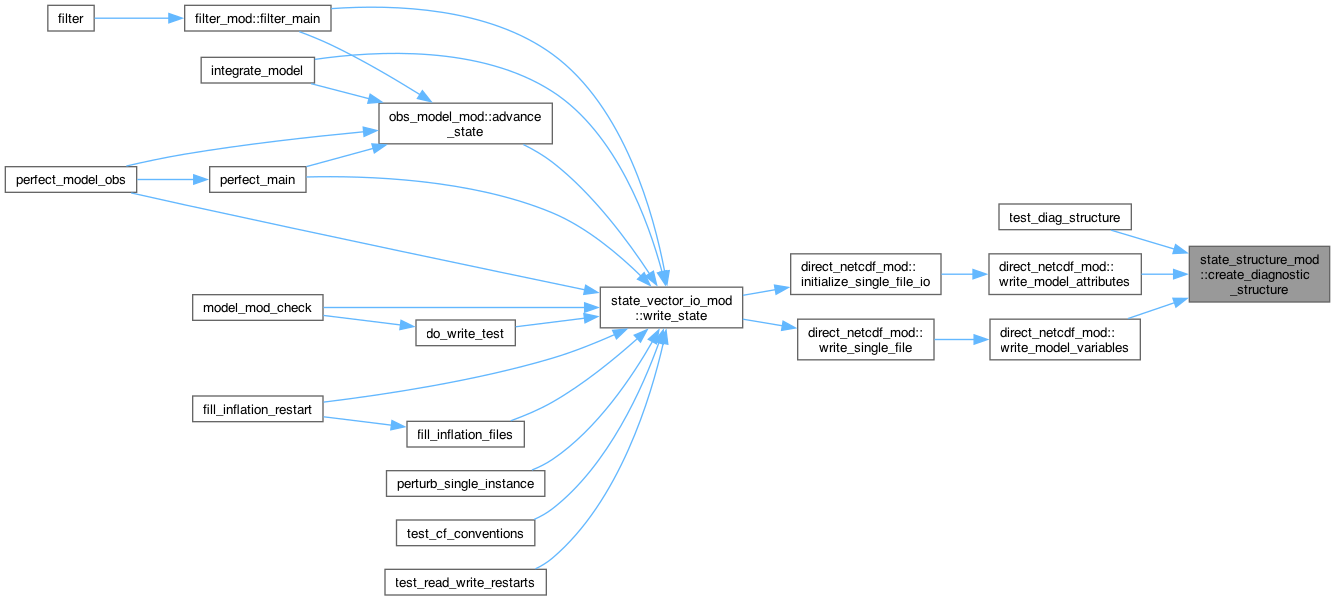 filter
filter_mod::filter_main
integrate_model
obs_model_mod::advance
_state
perfect_model_obs
perfect_main
test_diag_structure
state_structure_mod
::create_diagnostic
_structure
direct_netcdf_mod::
initialize_single_file_io
direct_netcdf_mod::
write_model_attributes
state_vector_io_mod
::write_state
model_mod_check
do_write_test
direct_netcdf_mod::
write_single_file
direct_netcdf_mod::
write_model_variables
fill_inflation_restart
fill_inflation_files
perturb_single_instance
test_cf_conventions
test_read_write_restarts